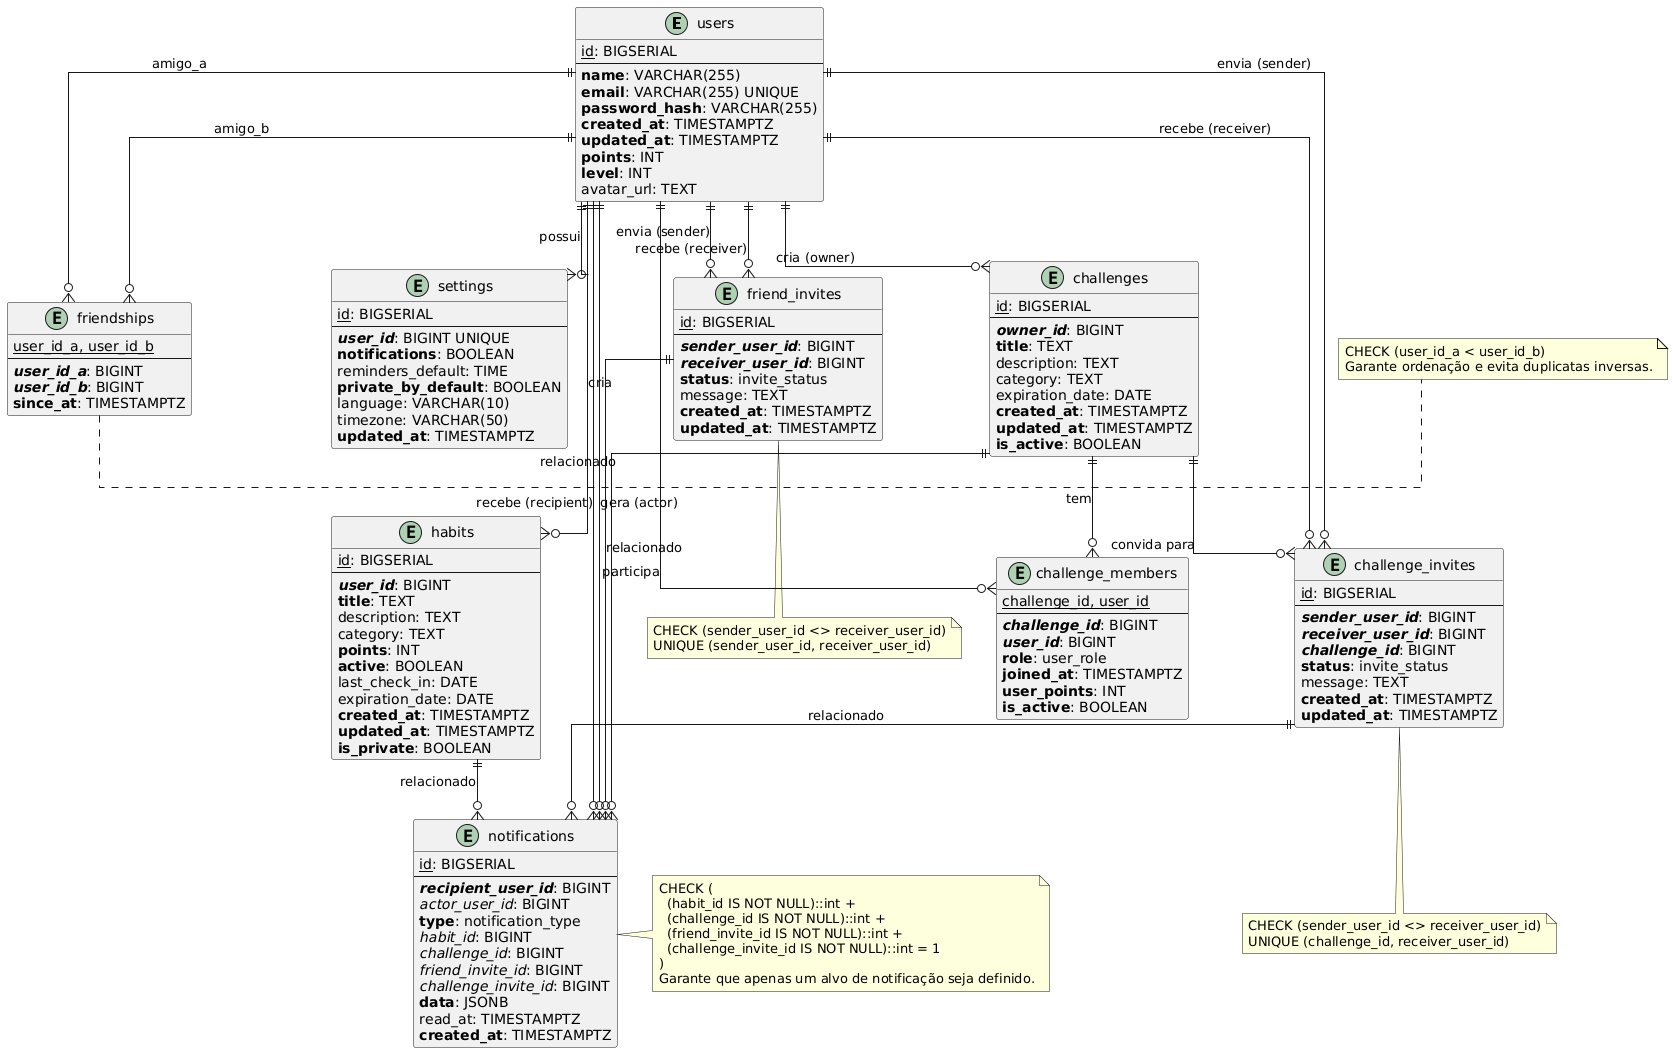 E users
id: BIGSERIAL
name: VARCHAR(255)
email: VARCHAR(255) UNIQUE
password_hash: VARCHAR(255)
created_at: TIMESTAMPTZ
updated_at: TIMESTAMPTZ
points: INT
level: INT
avatar_url: TEXT
amigo_a
amigo_b
envia (sender)
recebe (receiver)
possui
envia (sender)
recebe (receiver)
cria (owner)
E friendships
user_id_a, user_id_b
user_id_a: BIGINT
user_id_b: BIGINT
since_at: TIMESTAMPTZ
E settings
id: BIGSERIAL
user_id: BIGINT UNIQUE
notifications: BOOLEAN
reminders_default: TIME
private_by_default: BOOLEAN
language: VARCHAR(10)
timezone: VARCHAR(50)
updated_at: TIMESTAMPTZ
E friend_invites
id: BIGSERIAL
sender_user_id: BIGINT
receiver_user_id: BIGINT
status: invite_status
message: TEXT
created_at: TIMESTAMPTZ
updated_at: TIMESTAMPTZ
E challenges
id: BIGSERIAL
owner_id: BIGINT
title: TEXT
description: TEXT
category: TEXT
expiration_date: DATE
created_at: TIMESTAMPTZ
updated_at: TIMESTAMPTZ
is_active: BOOLEAN
CHECK (user_id_a < user_id_b)
Garante ordenação e evita duplicatas inversas.
cria
relacionado
recebe (recipient)
gera (actor)
tem
relacionado
convida para
participa
E habits
id: BIGSERIAL
user_id: BIGINT
title: TEXT
description: TEXT
category: TEXT
points: INT
active: BOOLEAN
last_check_in: DATE
expiration_date: DATE
created_at: TIMESTAMPTZ
updated_at: TIMESTAMPTZ
is_private: BOOLEAN
CHECK (sender_user_id <> receiver_user_id)
UNIQUE (sender_user_id, receiver_user_id)
E challenge_members
challenge_id, user_id
challenge_id: BIGINT
user_id: BIGINT
role: user_role
joined_at: TIMESTAMPTZ
user_points: INT
is_active: BOOLEAN
E challenge_invites
id: BIGSERIAL
sender_user_id: BIGINT
receiver_user_id: BIGINT
challenge_id: BIGINT
status: invite_status
message: TEXT
created_at: TIMESTAMPTZ
updated_at: TIMESTAMPTZ
relacionado
relacionado
E notifications
id: BIGSERIAL
recipient_user_id: BIGINT
actor_user_id: BIGINT
type: notification_type
habit_id: BIGINT
challenge_id: BIGINT
friend_invite_id: BIGINT
challenge_invite_id: BIGINT
data: JSONB
read_at: TIMESTAMPTZ
created_at: TIMESTAMPTZ
CHECK (
(habit_id IS NOT NULL)::int +
(challenge_id IS NOT NULL)::int +
(friend_invite_id IS NOT NULL)::int +
(challenge_invite_id IS NOT NULL)::int = 1
)
Garante que apenas um alvo de notificação seja definido.
CHECK (sender_user_id <> receiver_user_id)
UNIQUE (challenge_id, receiver_user_id)